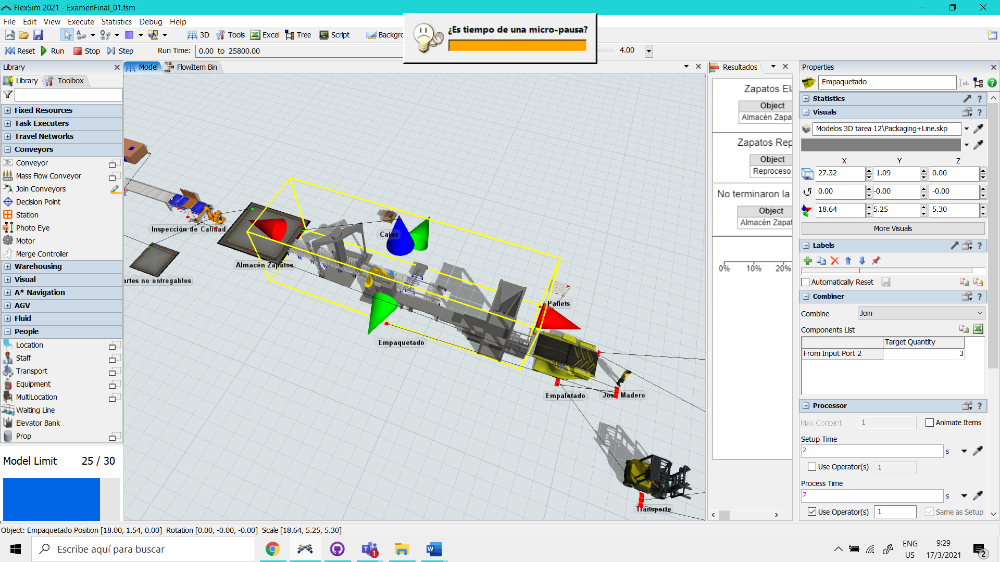 FlexSim 2021 - ExamenFinal_01.fsm
File Edit View Execute Statistics Debug Help
3D Tools Excel Tree Script
¿Es tiempo de una micro-pausa?
Reset Run Stop Step Run Time: 0.00 to 25800.00 4.00
Library
Library Toolbox
Fixed Resources
Task Executers
Travel Networks
Conveyors
Conveyor
Mass Flow Conveyor
Join Conveyors
Decision Point
Station
Photo Eye
Motor
Merge Controller
Warehousing
Visual
A* Navigation
AGV
Fluid
People
Location
Staff
Transport
Equipment
MultiLocation
Waiting Line
Elevator Bank
Prop
Model Limit 25 / 30
Model FlowItem Bin
Inspección de Calidad
Cajas
Almacén Zapatos
artes no entregables
Pallets
Empaquetado
Empaletado
Madero
Transporte
Resultados
Zapatos El
Object
Almacén Zapa
Zapatos Rep
Object
Reproceso
No terminaron la
Object
Almacén Zapat
0% 10% 20%
Properties
Empaquetado
Statistics
Visuals
Modelos 3D tarea 12\Packaging+Line.skp
X Y Z
27.32 -1.09 0.00
0.00 -0.00 -0.00
18.64 5.25 5.30
More Visuals
Labels
Automatically Reset
Combiner
Combine Join
Components List
Target Quantity
From Input Port 2 3
Processor
Max Content 1 Animate Items
Setup Time
2 s
Use Operator(s) 1
Process Time
7 s
Use Operator(s) 1 Same as Setup
Object: Empaquetado Position [18.00, 1.54, 0.00] Rotation [0.00, -0.00, -0.00] Scale [18.64, 5.25, 5.30]
Escribe aquí para buscar
1
ENG
US
9:29
17/3/2021
2